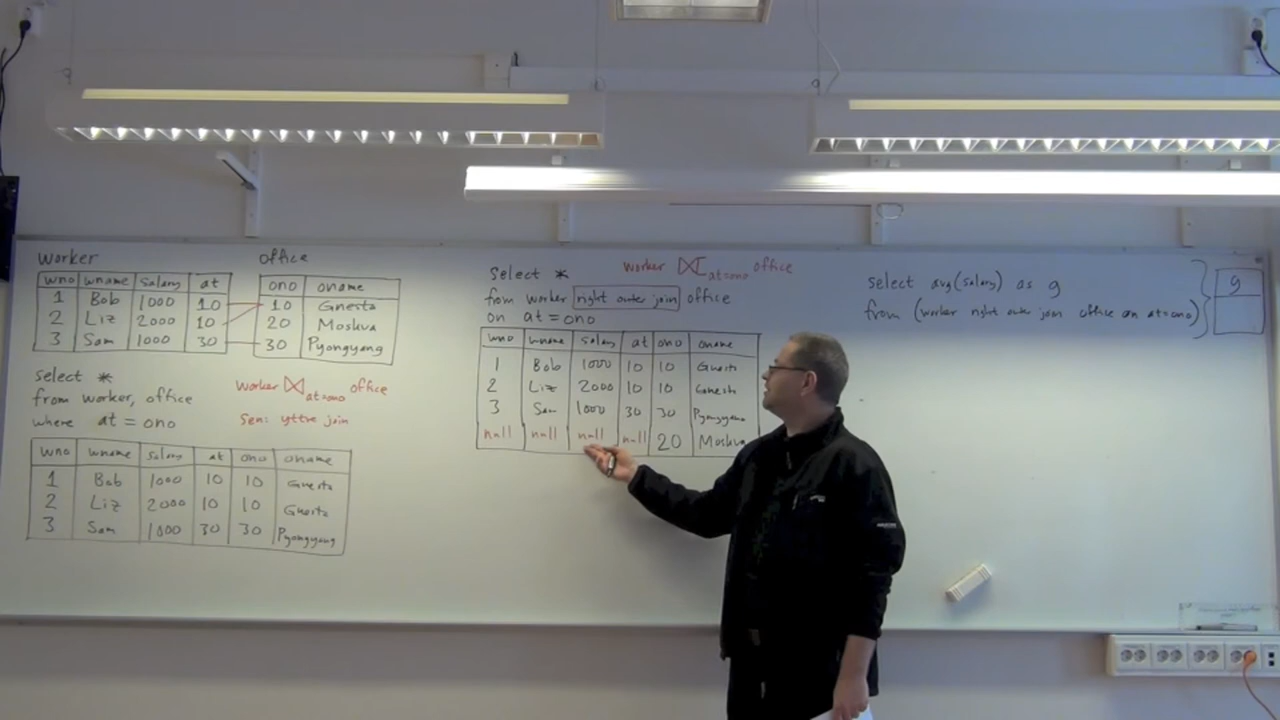 worker
wno wname salary at
1 Bob 1000 10
2 Liz 2000 10
3 Sam 1000 30
office
ono oname
10 Gnesta
20 Moskva
30 Pyongyang
select *
from worker, office
where at = ono
worker ⋈ at=ono office
Sen: yttre join
wno wname salary at ono oname
1 Bob 1000 10 10 Gnesta
2 Liz 2000 10 10 Gnesta
3 Sam 1000 30 30 Pyongyang
select *
from worker right outer join office
on at = ono
worker ⋈ at=ono office
wno wname salary at ono oname
1 Bob 1000 10 10 Gnesta
2 Liz 2000 10 10 Gnesta
3 Sam 1000 30 30 Pyongyang
null null null null 20 Moskva
select avg(salary) as g
from (worker right outer join office on at=ono)
g